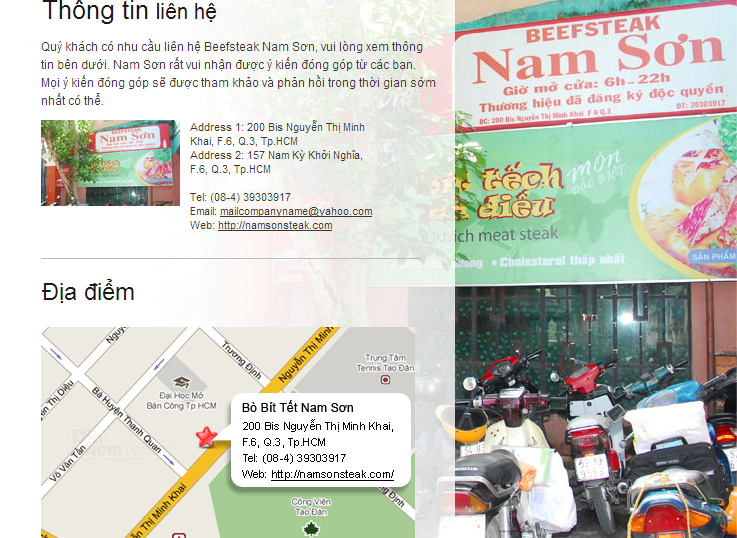 Thông tin liên hệ
Quý khách có nhu cầu liên hệ Beefsteak Nam Sơn, vui lòng xem thông
tin bên dưới. Nam Sơn rất vui nhận được ý kiến đóng góp từ các bạn.
Mọi ý kiến đóng góp sẽ được tham khảo và phản hồi trong thời gian sớm
nhất có thể.
BEEFSTEAK
Nam Sơn
Address 1: 200 Bis Nguyễn Thị Minh
Khai, F.6, Q.3, Tp.HCM
Address 2: 157 Nam Kỳ Khởi Nghĩa,
F.6, Q.3, Tp.HCM
Tel: (08-4) 39303917
Email: mailcompanyname@yahoo.com
Web: http://namsonsteak.com
Địa điểm
Trương Định
Nguyễn Thị Minh
Trung Tâm
Tennis Tao Đàn
Đại Học Mở
Bán Công Tp HCM
Bà Huyện Thanh Quan
Võ Văn Tần
Thị Diệu
Thị Minh Khai
Bò Bít Tết Nam Sơn
200 Bis Nguyễn Thị Minh Khai,
F.6, Q.3, Tp.HCM
Tel: (08-4) 39303917
Web: http://namsonsteak.com/
Công Viên
Tao Đàn
Định
BEEFSTEAK
Nam Sơn
Giờ mở cửa: 6h - 22h
Thương hiệu đã đăng ký độc quyền
ĐC: 200 Bis Nguyễn Thị Minh Khai F 6 Q.3
ĐT: 39303917
tếch
món
đặc biệt
điểu
rich meat steak
• Cholesterol thấp nhất
SẢN PHẨM
HONDA